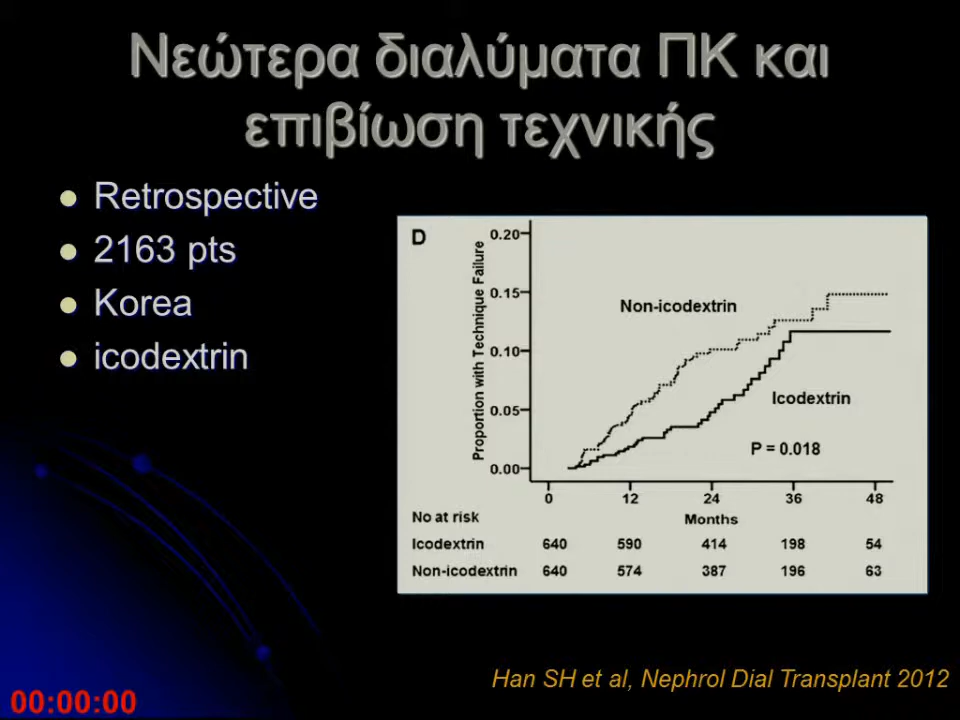 Νεώτερα διαλύματα ΠΚ και
επιβίωση τεχνικής
Retrospective
2163 pts
Korea
icodextrin
D
Proportion with Technique Failure
0.20
0.15
0.10
0.05
0.00
Non-icodextrin
Icodextrin
P = 0.018
0 12 24 36 48
Months
No at risk
Icodextrin 640 590 414 198 54
Non-icodextrin 640 574 387 196 63
Han SH et al, Nephrol Dial Transplant 2012
00:00:00